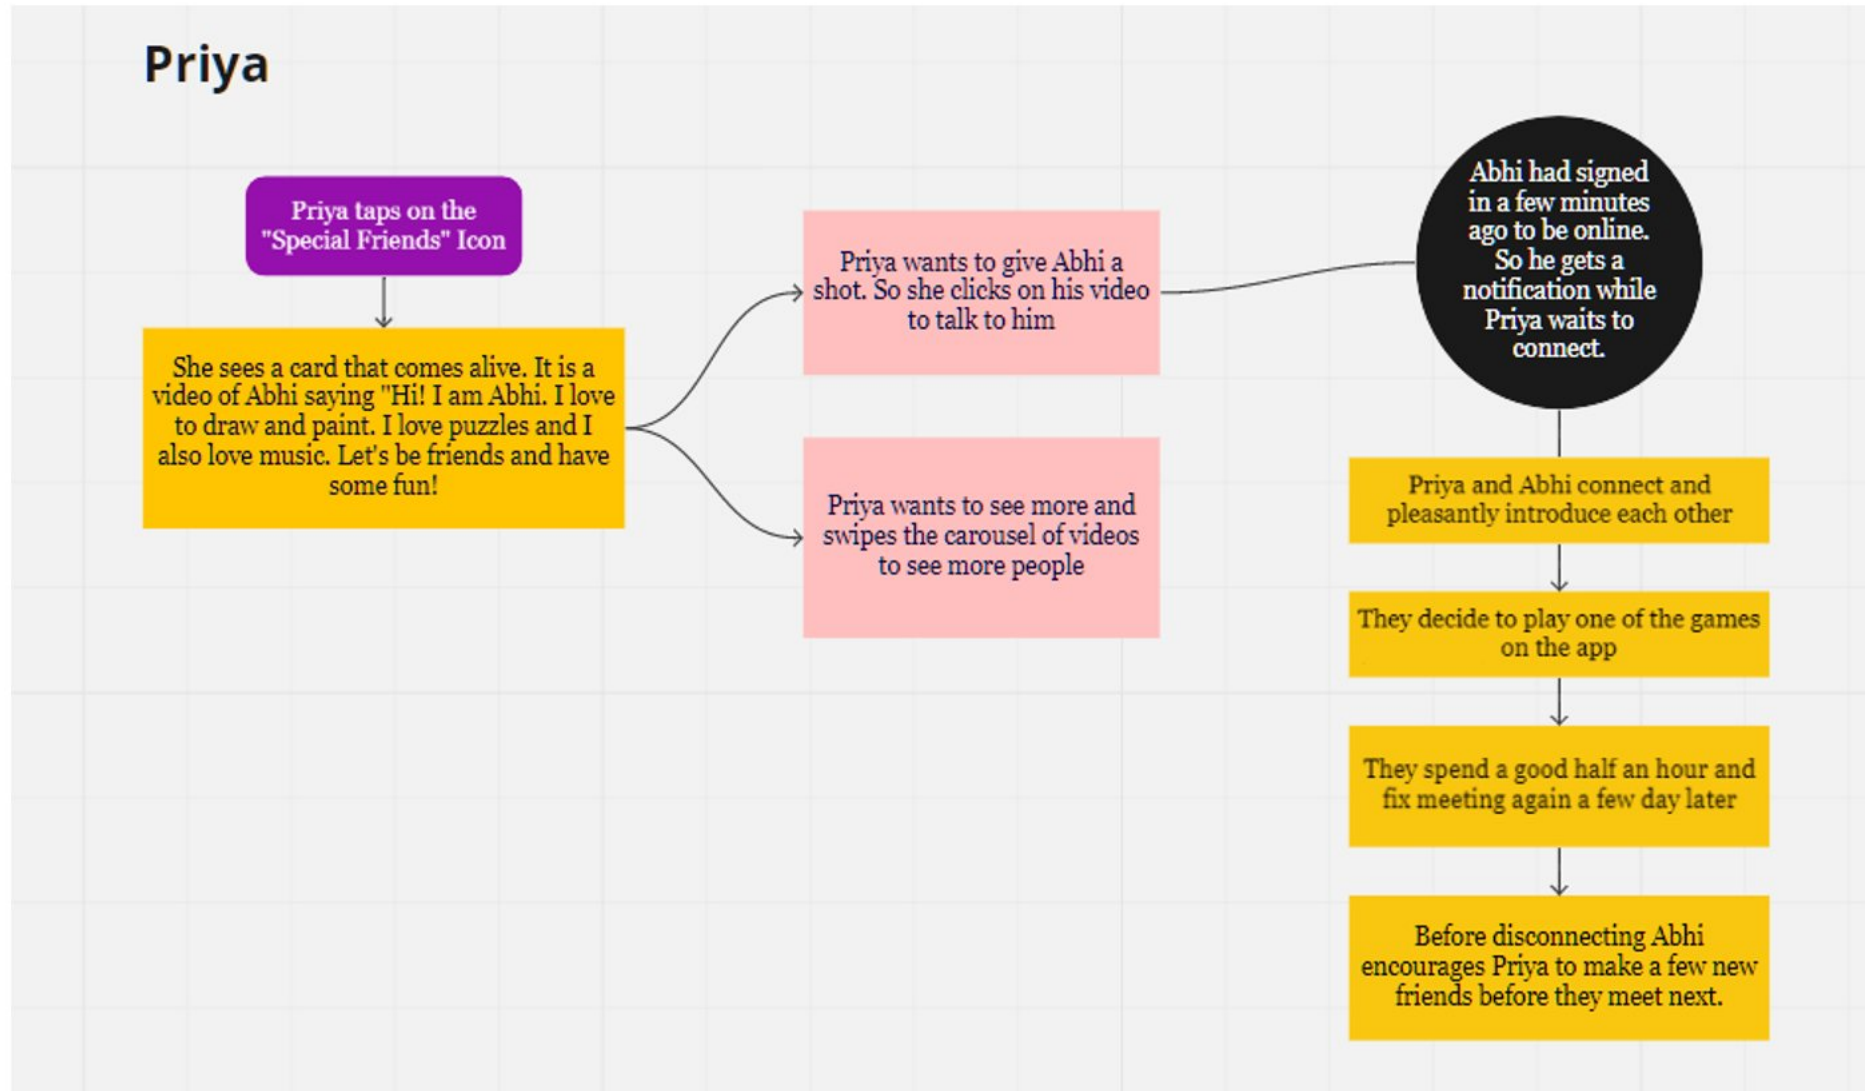 Priya
Priya taps on the
"Special Friends" Icon
She sees a card that comes alive. It is a
video of Abhi saying "Hi! I am Abhi. I love
to draw and paint. I love puzzles and I
also love music. Let's be friends and have
some fun!
Priya wants to give Abhi a
shot. So she clicks on his video
to talk to him
Priya wants to see more and
swipes the carousel of videos
to see more people
Abhi had signed
in a few minutes
ago to be online.
So he gets a
notification while
Priya waits to
connect.
Priya and Abhi connect and
pleasantly introduce each other
They decide to play one of the games
on the app
They spend a good half an hour and
fix meeting again a few day later
Before disconnecting Abhi
encourages Priya to make a few new
friends before they meet next.